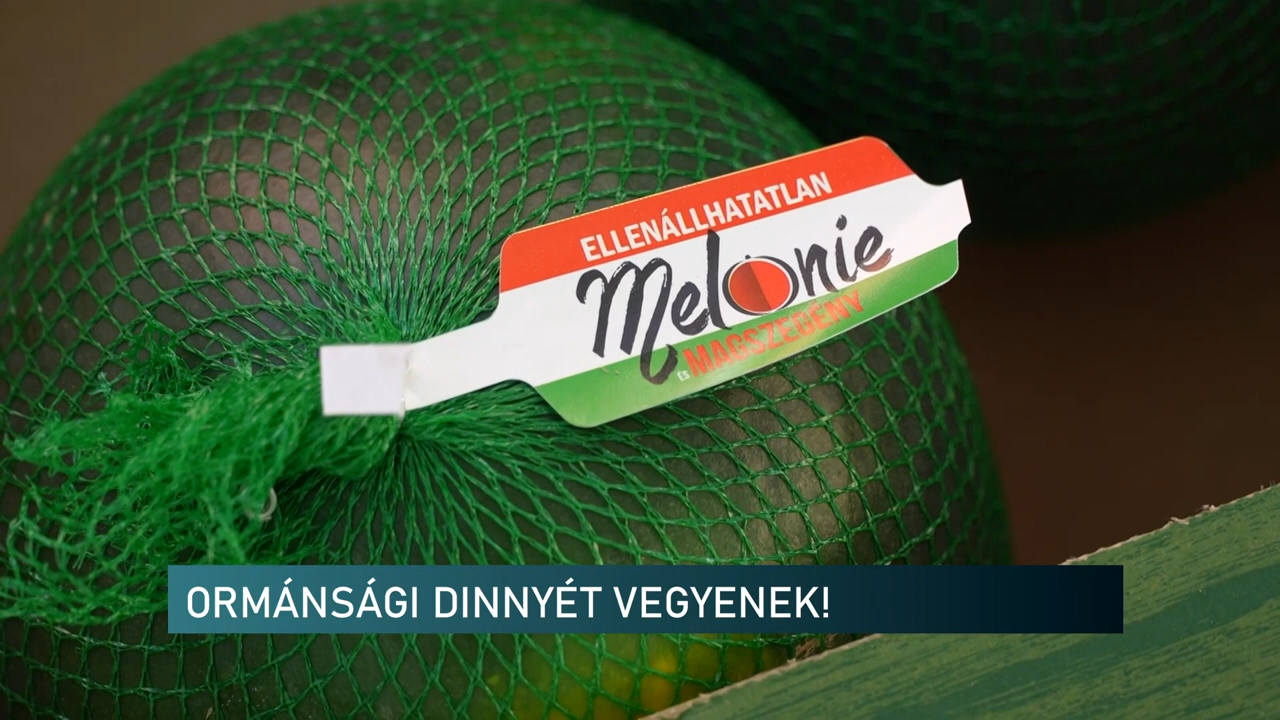 ELLENÁLLHATATLAN
Melonie
ÉS MAGSZEGÉNY
ORMÁNSÁGI DINNYÉT VEGYENEK!